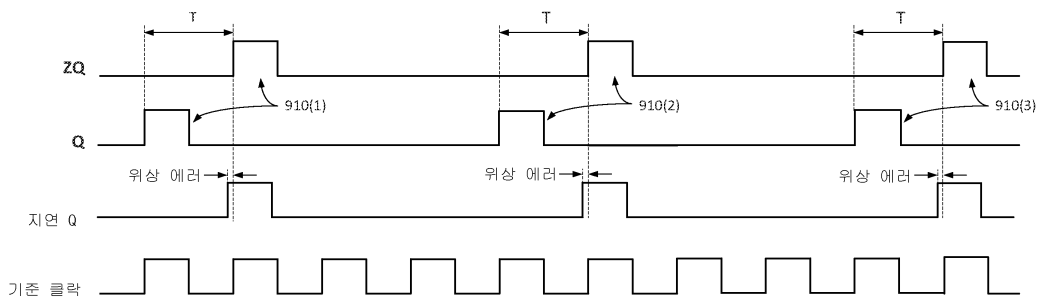 T
T
T
ZQ
910(1)
910(2)
910(3)
Q
위상 에러
위상 에러
위상 에러
지연 Q
기준 클락